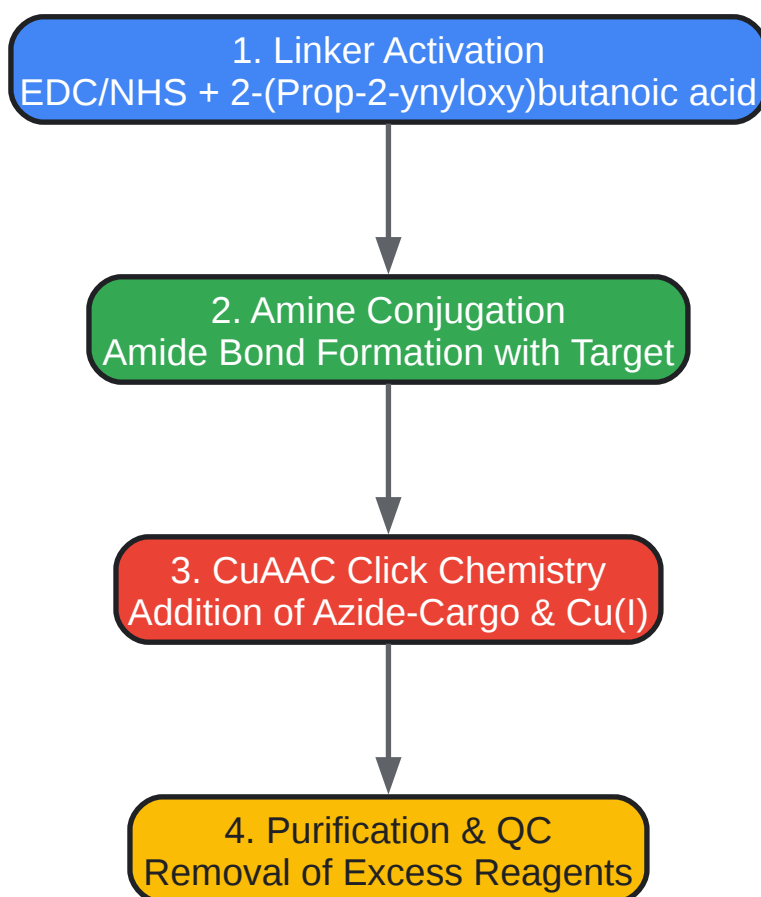 1. Linker Activation
EDC/NHS + 2-(Prop-2-ynyloxy)butanoic acid
2. Amine Conjugation
Amide Bond Formation with Target
3. CuAAC Click Chemistry
Addition of Azide-Cargo & Cu(I)
4. Purification & QC
Removal of Excess Reagents